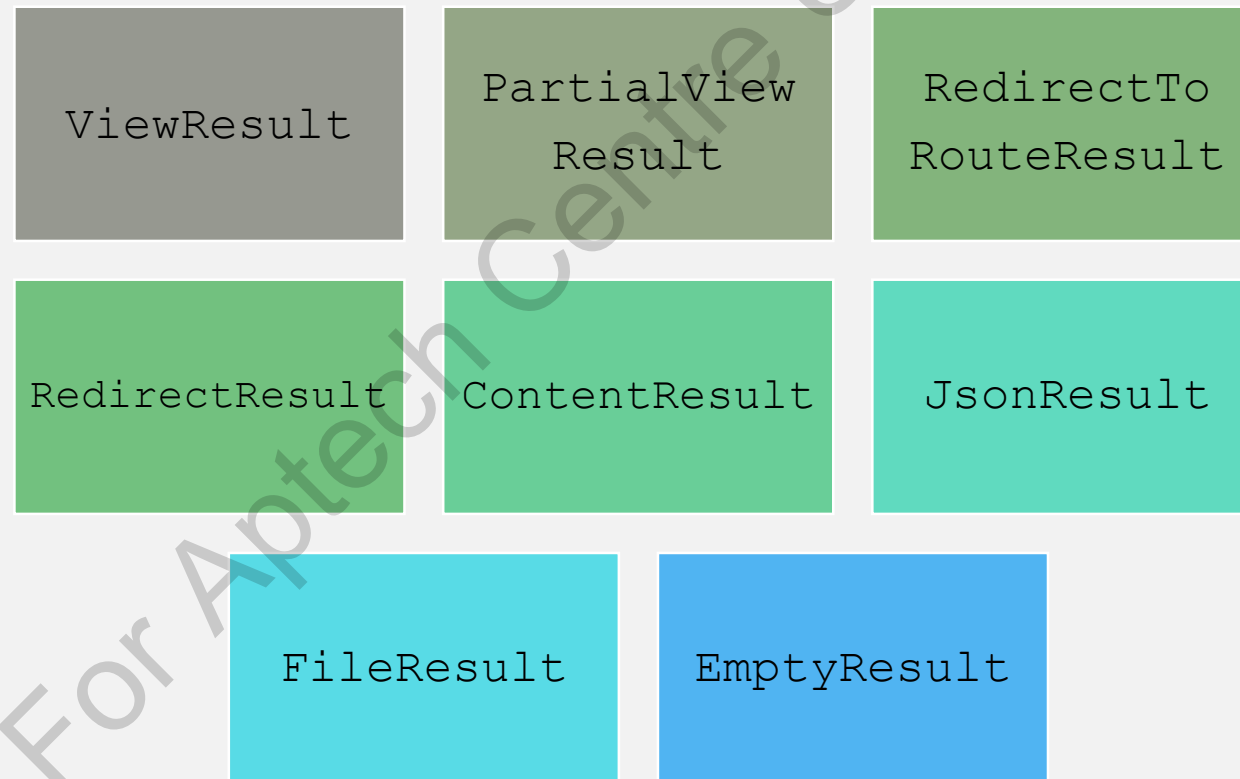 ViewResult
PartialView
Result
RedirectTo
RouteResult
RedirectResult
ContentResult
JsonResult
FileResult
EmptyResult
For Aptech Centre